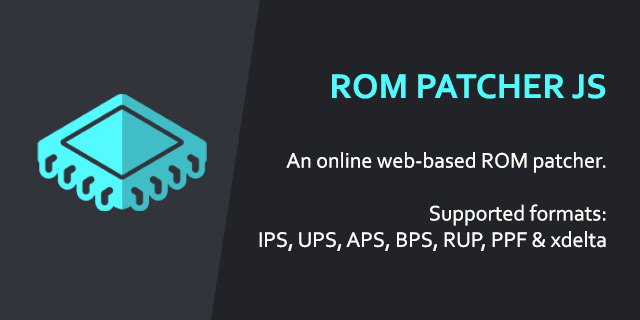 ROM PATCHER JS
An online web-based ROM patcher.
Supported formats:
IPS, UPS, APS, BPS, RUP, PPF & xdelta